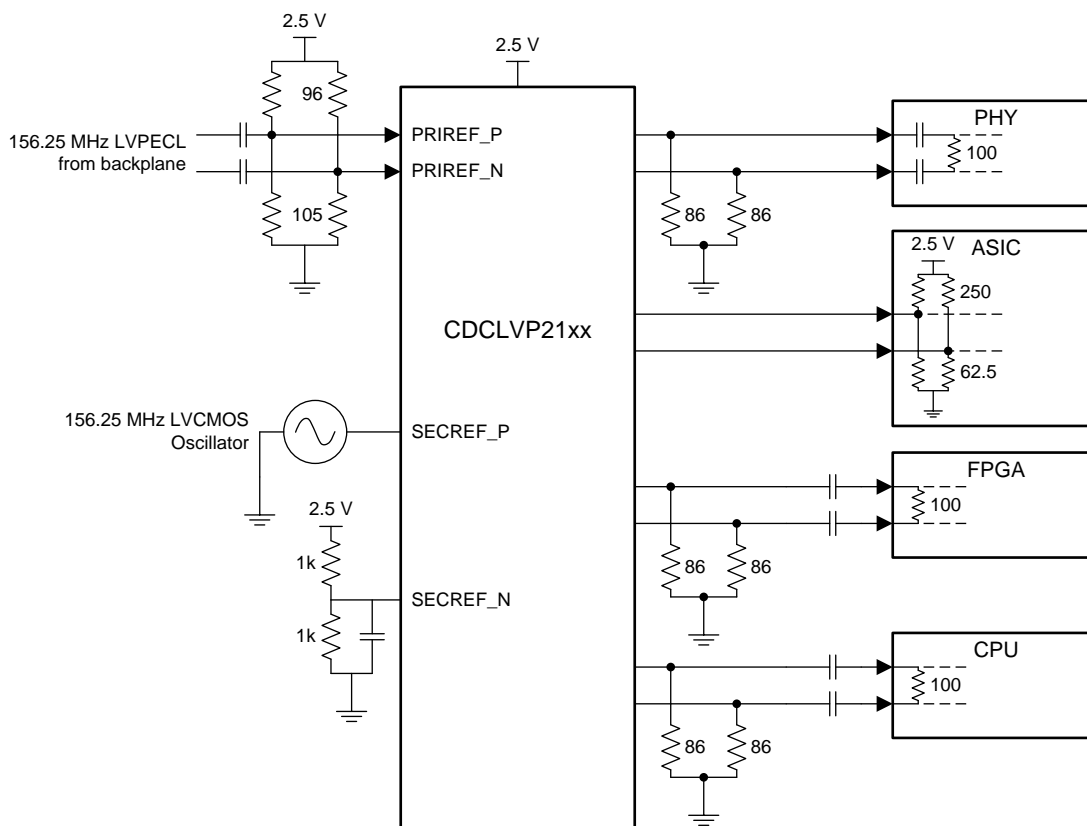 2.5 V
96
156.25 MHz LVPECL
from backplane
105
2.5 V
PRIREF_P
PRIREF_N
CDCLVP21xx
156.25 MHz LVCMOS
Oscillator
SECREF_P
2.5 V
1k
1k
SECREF_N
86
86
PHY
100
ASIC
2.5 V
250
62.5
86
86
FPGA
100
86
86
CPU
100